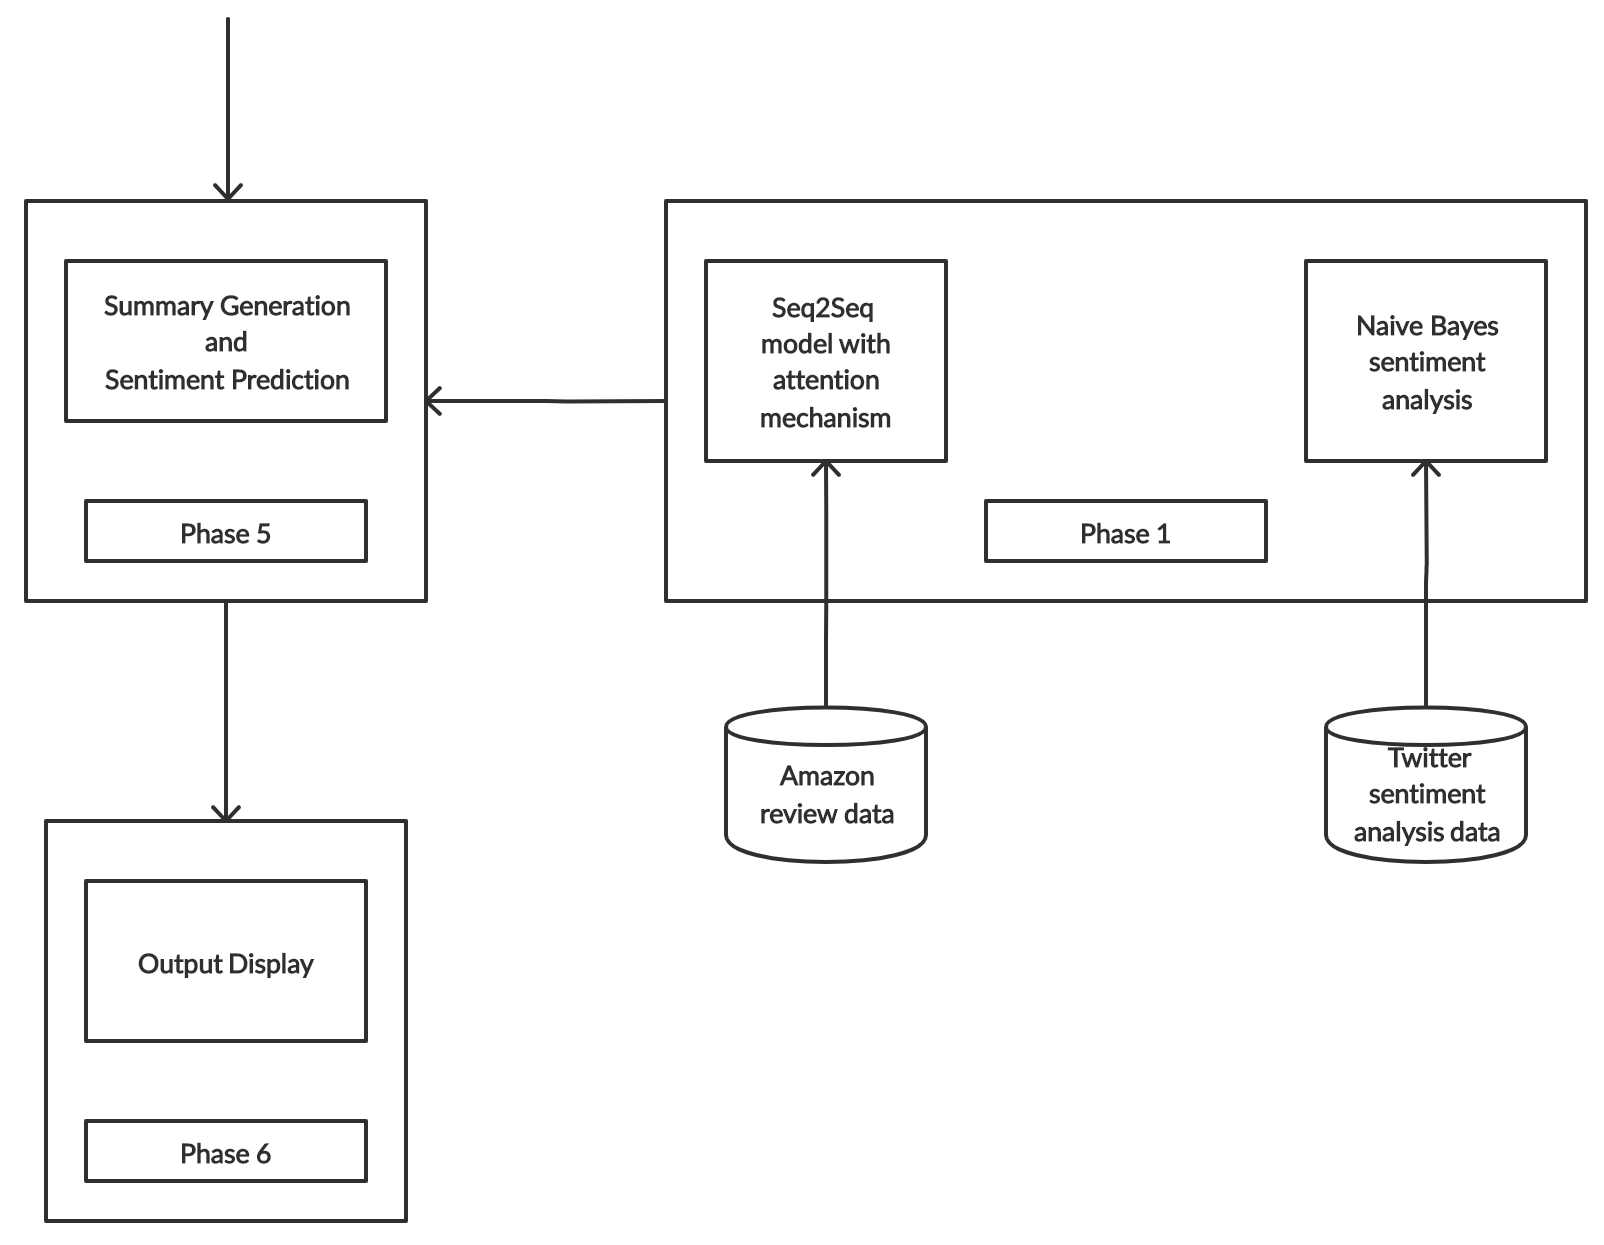 Summary Generation
and
Sentiment Prediction
Phase 5
Seq2Seq
model with
attention
mechanism
Naive Bayes
sentiment
analysis
Phase 1
Amazon
review data
Twitter
sentiment
analysis data
Output Display
Phase 6